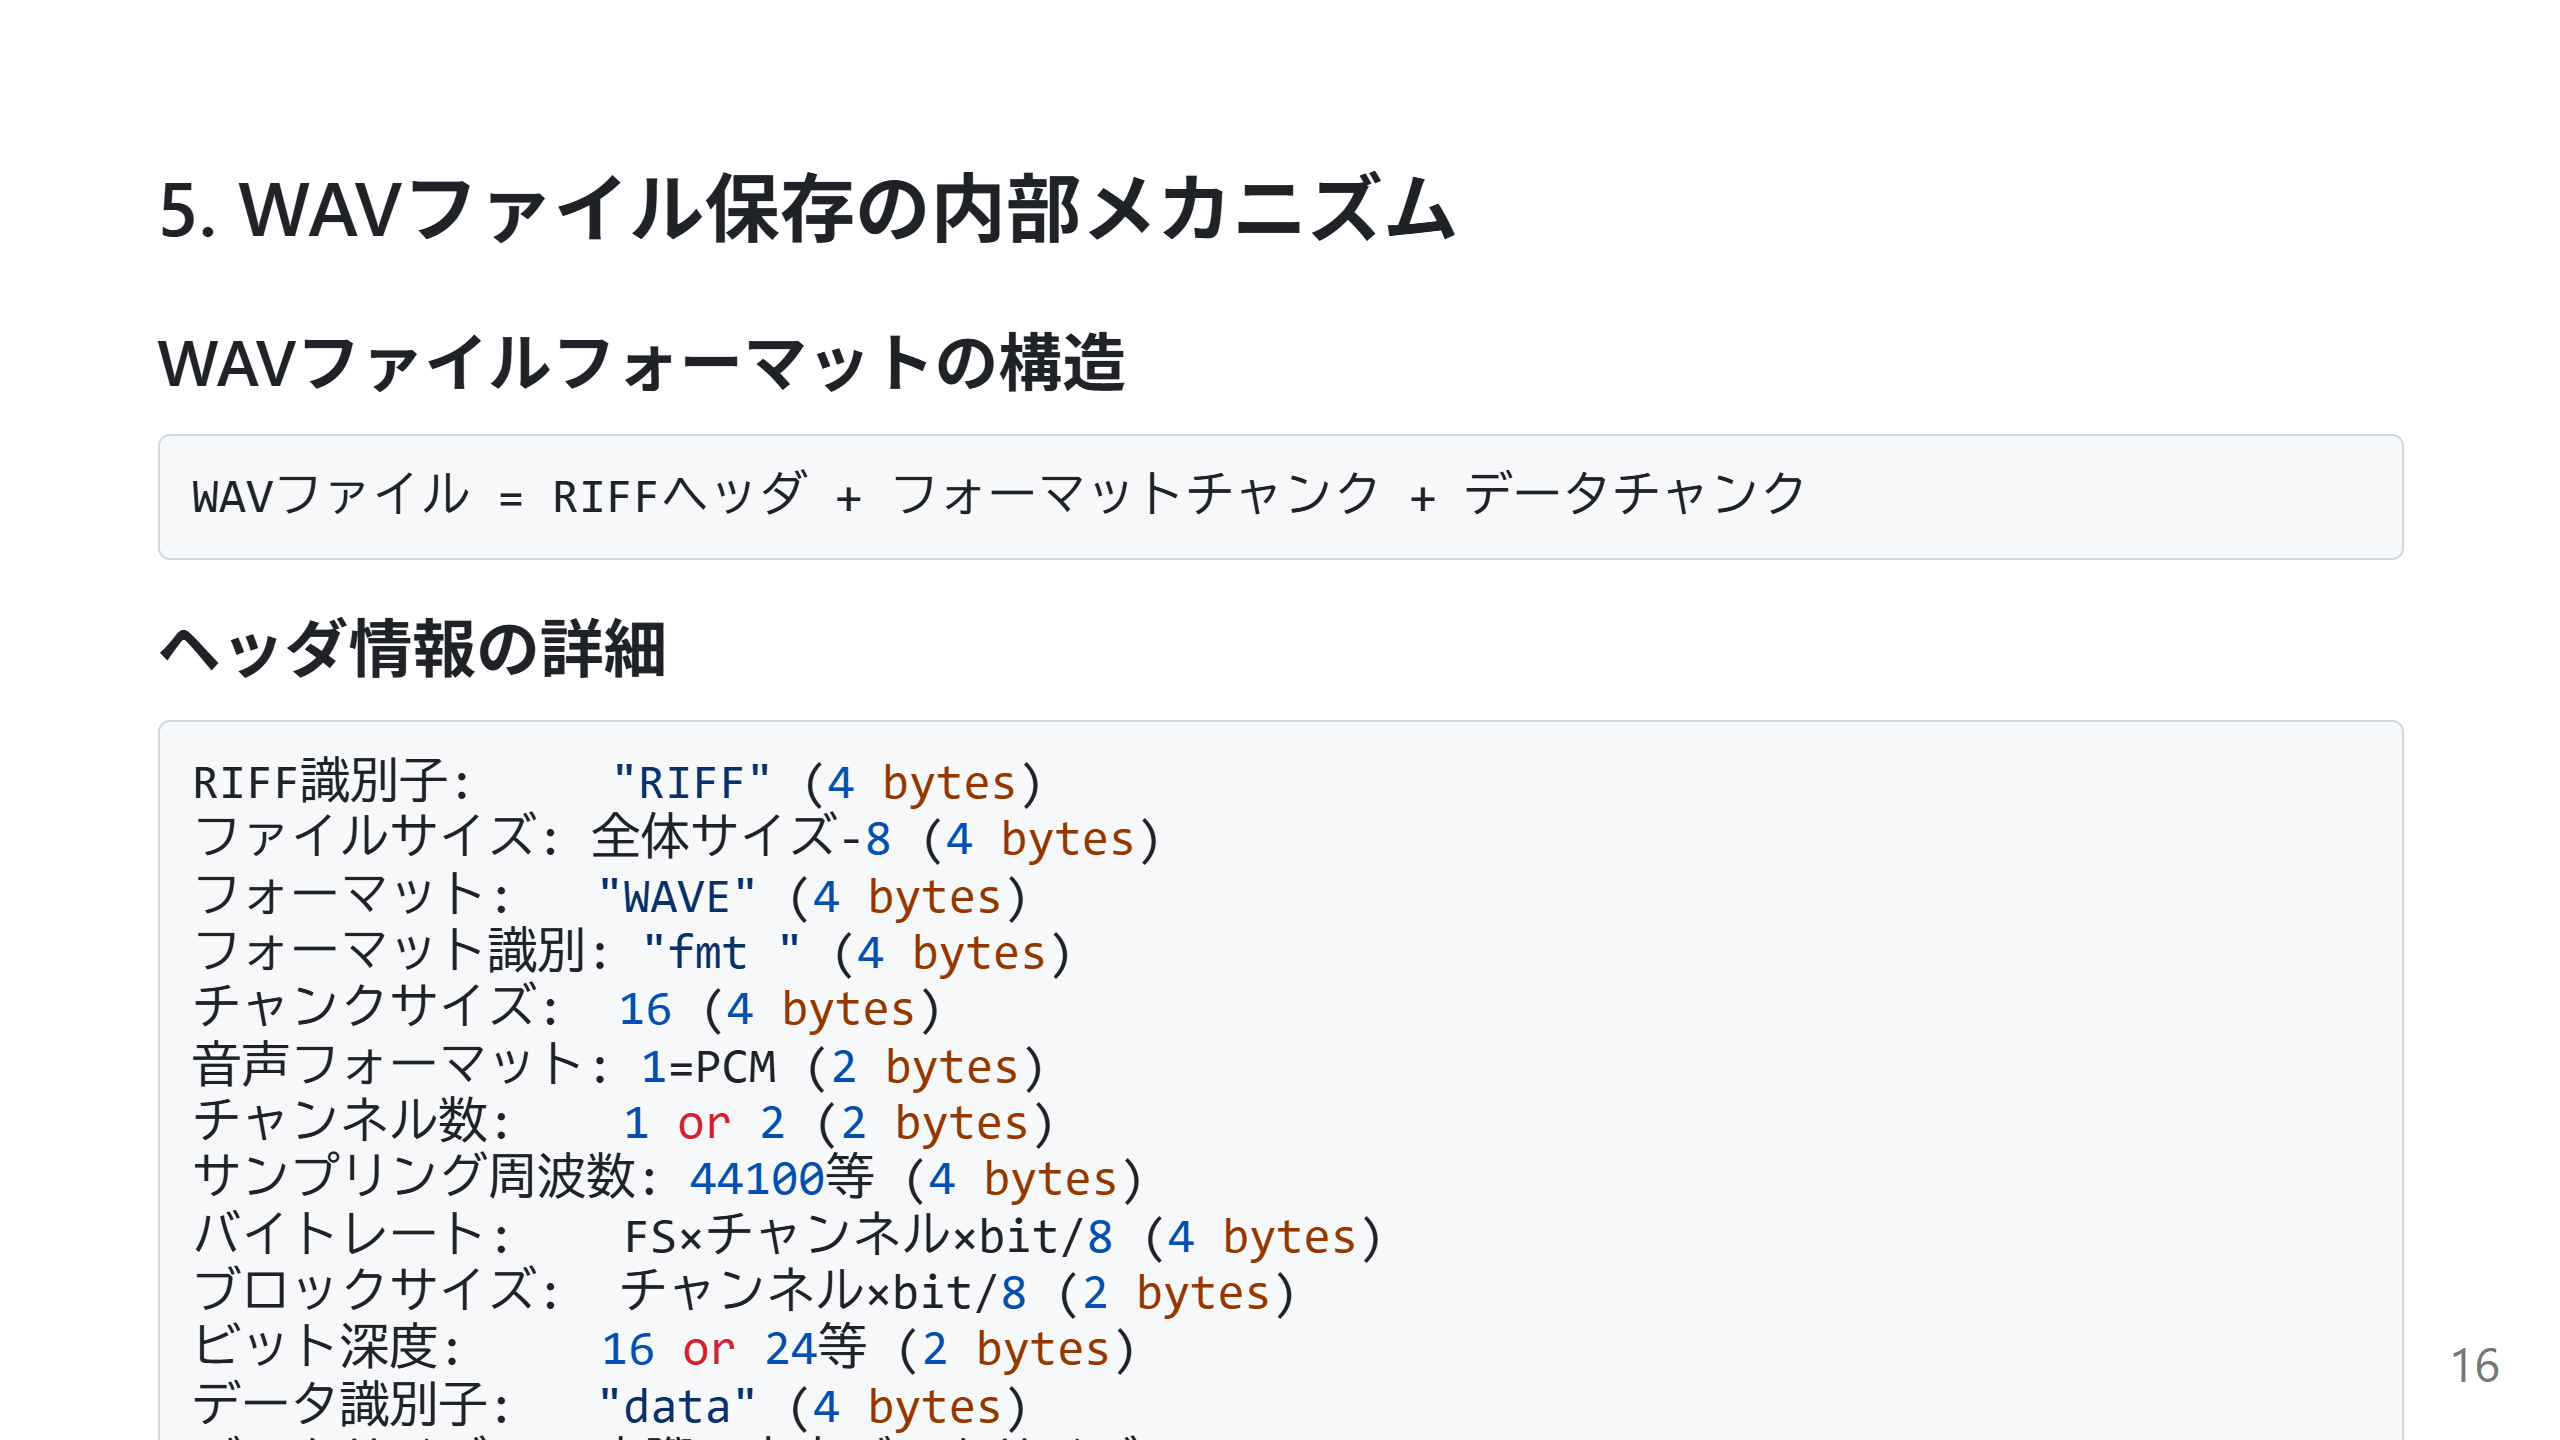 5. WAVファイル保存の内部メカニズム
WAVファイルフォーマットの構造
WAVファイル = RIFFヘッダ + フォーマットチャンク + データチャンク
ヘッダ情報の詳細
RIFF識別子: "RIFF" (4 bytes)
ファイルサイズ: 全体サイズ-8 (4 bytes)
フォーマット: "WAVE" (4 bytes)
フォーマット識別: "fmt " (4 bytes)
チャンクサイズ: 16 (4 bytes)
音声フォーマット: 1=PCM (2 bytes)
チャンネル数: 1 or 2 (2 bytes)
サンプリング周波数: 44100等 (4 bytes)
バイトレート: FS×チャンネル×bit/8 (4 bytes)
ブロックサイズ: チャンネル×bit/8 (2 bytes)
ビット深度: 16 or 24等 (2 bytes)
データ識別子: "data" (4 bytes)
16